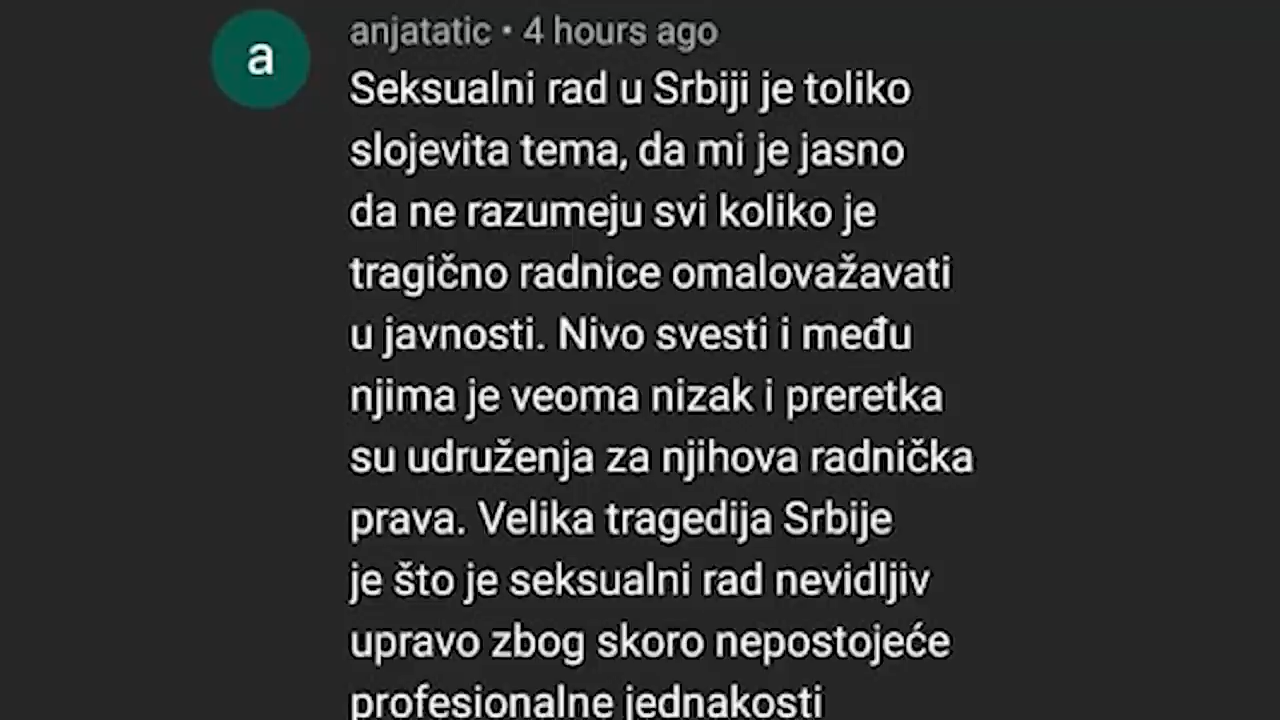 a
anjatatic • 4 hours ago
Seksualni rad u Srbiji je toliko
slojevita tema, da mi je jasno
da ne razumeju svi koliko je
tragično radnice omalovažavati
u javnosti. Nivo svesti i među
njima je veoma nizak i preretka
su udruženja za njihova radnička
prava. Velika tragedija Srbije
je što je seksualni rad nevidljiv
upravo zbog skoro nepostojeće
profesionalne jednakosti